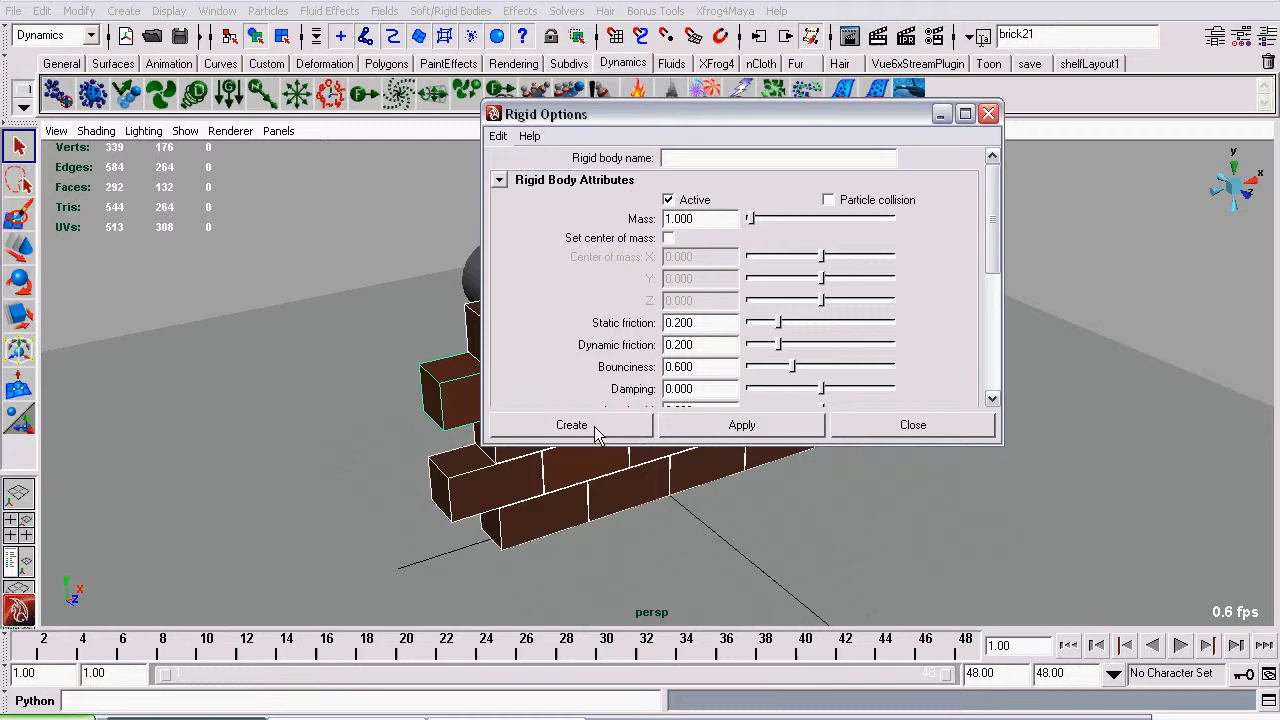 File Edit Modify Create Display Window Particles Fluid Effects Fields Soft/Rigid Bodies Effects Solvers Hair Bonus Tools Xfrog4Maya Help
Dynamics
brick21
General Surfaces Animation Curves Custom Deformation Polygons PaintEffects Rendering Subdivs Dynamics Fluids XFrog4 nCloth Fur Hair Vue6xStreamPlugin Toon save shelfLayout1
View Shading Lighting Show Renderer Panels
Verts: 339 176 0
Edges: 584 264 0
Faces: 292 132 0
Tris: 544 264 0
UVs: 513 308 0
Rigid Options
Edit Help
Rigid body name:
Rigid Body Attributes
Active Particle collision
Mass: 1.000
Set center of mass:
Center of mass: X 0.000
Y: 0.000
Z: 0.000
Static friction: 0.200
Dynamic friction: 0.200
Bounciness: 0.600
Damping: 0.000
Create Apply Close
y
x
y
x
z
persp
0.6 fps
2 4 6 8 10 12 14 16 18 20 22 24 26 28 30 32 34 36 38 40 42 44 46 48 1.00
1.00 1.00 1 48 48.00 48.00 No Character Set
Python